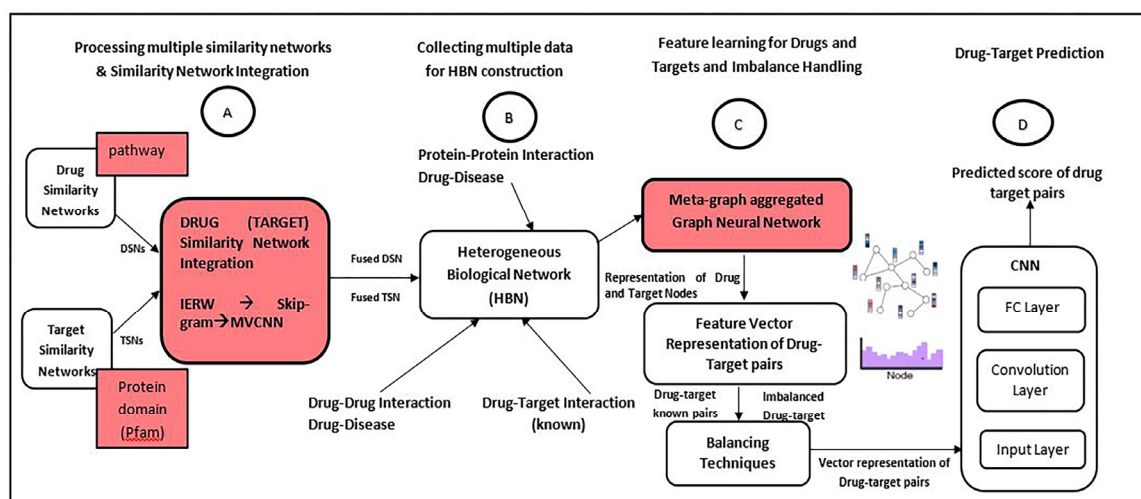 Processing multiple similarity networks
& Similarity Network Integration
A
pathway
Drug
Similarity
Networks
DSNs
DRUG (TARGET)
Similarity Network
Integration
IERW → Skip-
gram→MVCNN
Target
Similarity
Networks
TSNs
Protein
domain
(Pfam)
Fused DSN
Fused TSN
Collecting multiple data
for HBN construction
B
Protein-Protein Interaction
Drug-Disease
Heterogeneous
Biological Network
(HBN)
Drug-Drug Interaction
Drug-Disease
Drug-Target Interaction
(known)
Feature learning for Drugs and
Targets and Imbalance Handling
C
Meta-graph aggregated
Graph Neural Network
Representation of Drug
and Target Nodes
Feature Vector
Representation of Drug-
Target pairs
Drug-target
known pairs
Imbalanced
Drug-target
Balancing
Techniques
Node
Vector representation of
Drug-target pairs
Drug-Target Prediction
D
Predicted score of drug
target pairs
CNN
FC Layer
Convolution
Layer
Input Layer